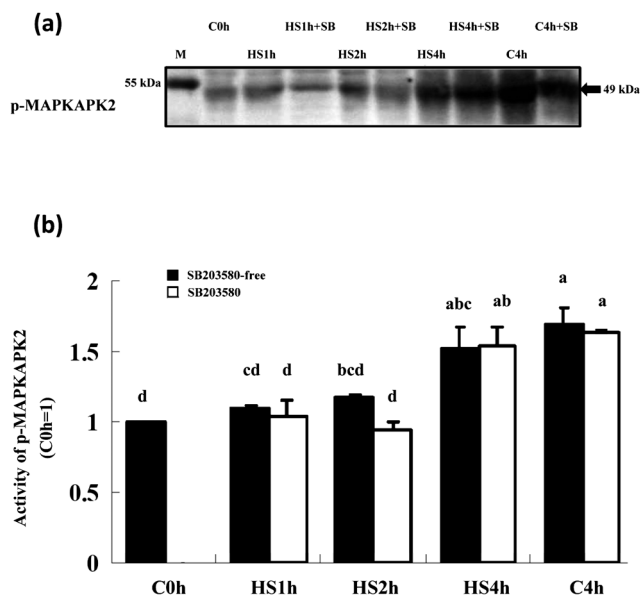 (a)
C0h HS1h+SB HS2h+SB HS4h+SB C4h+SB
M HS1h HS2h HS4h C4h
55 kDa
p-MAPKAPK2
49 kDa
(b)
Activity of p-MAPKAPK2
(C0h=1)
SB203580-free
SB203580
2
1.5
1
0.5
0
d
cd d
bcd d
abc ab
a a
C0h HS1h HS2h HS4h C4h